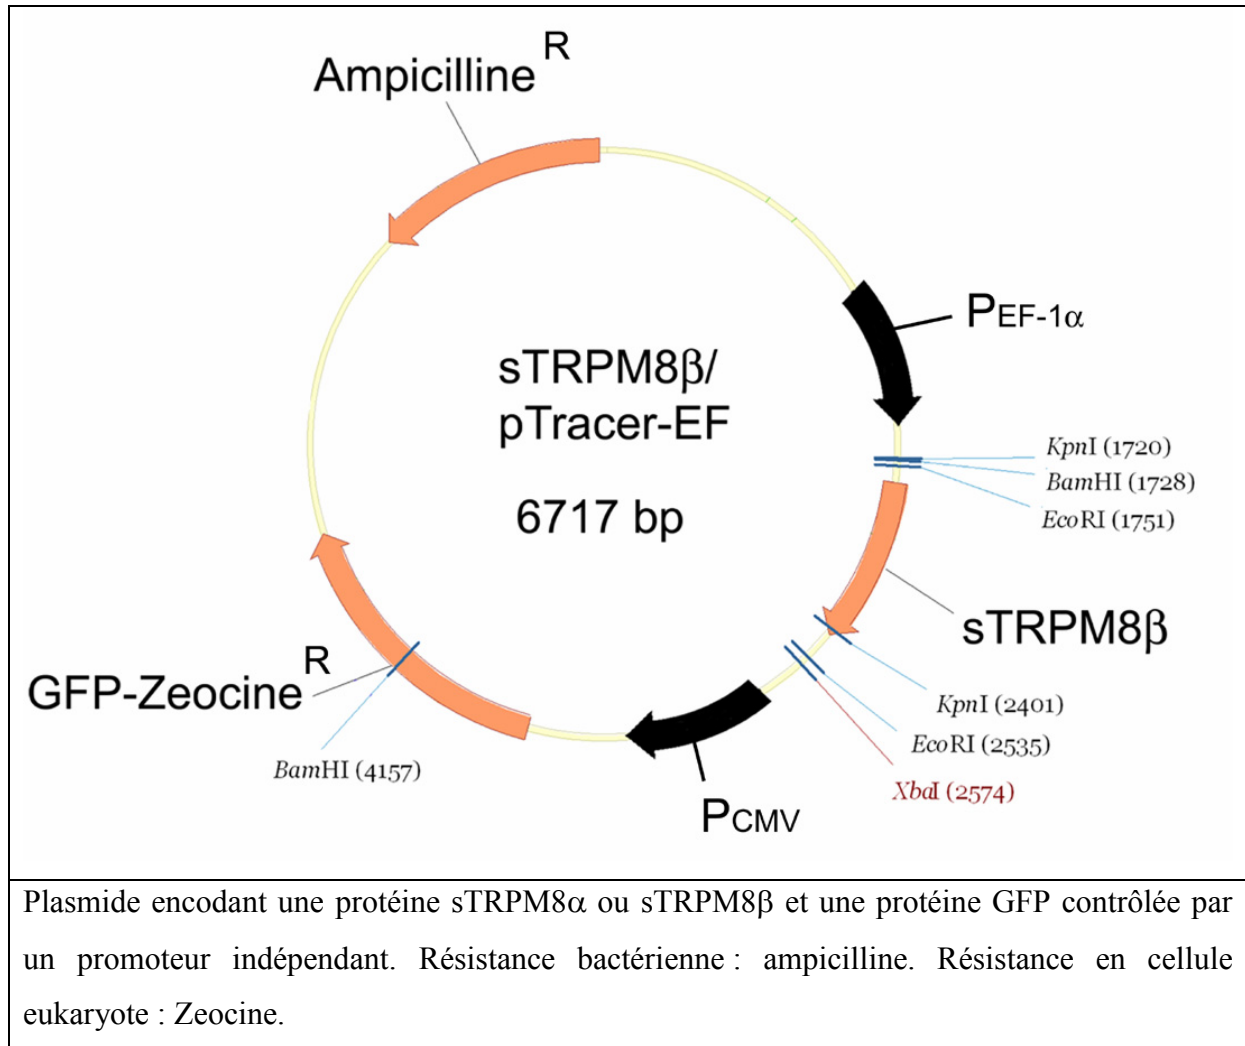 Ampicilline R
PEF-1α
sTRPM8β/
pTracer-EF
6717 bp
KpnI (1720)
BamHI (1728)
EcoRI (1751)
sTRPM8β
KpnI (2401)
EcoRI (2535)
XbaI (2574)
PCMV
GFP-Zeocine R
BamHI (4157)
Plasmide encodant une protéine sTRPM8α ou sTRPM8β et une protéine GFP contrôlée par
un promoteur indépendant. Résistance bactérienne : ampicilline. Résistance en cellule
eukaryote : Zeocine.